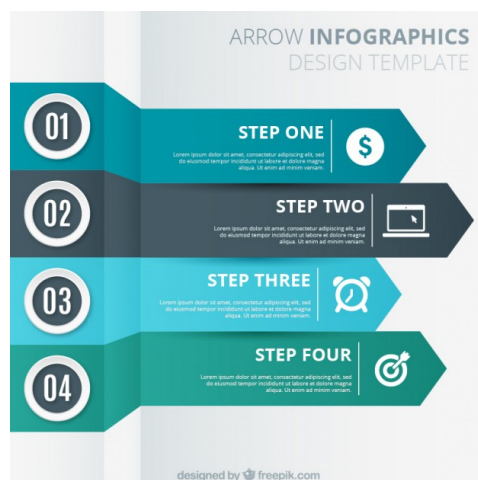 ARROW INFOGRAPHICS
DESIGN TEMPLATE
01
STEP ONE
Lorem ipsum dolor sit amet, consectetur adipiscing elit, sed
do eiusmod tempor incididunt ut labore et dolore magna
aliqua. Ut enim ad minim veniam.
$
02
STEP TWO
Lorem ipsum dolor sit amet, consectetur adipiscing elit, sed
do eiusmod tempor incididunt ut labore et dolore magna
aliqua. Ut enim ad minim veniam.
03
STEP THREE
Lorem ipsum dolor sit amet, consectetur adipiscing elit, sed
do eiusmod tempor incididunt ut labore et dolore magna
aliqua. Ut enim ad minim veniam.
04
STEP FOUR
Lorem ipsum dolor sit amet, consectetur adipiscing elit, sed
do eiusmod tempor incididunt ut labore et dolore magna
aliqua. Ut enim ad minim veniam.
designed by freepik.com